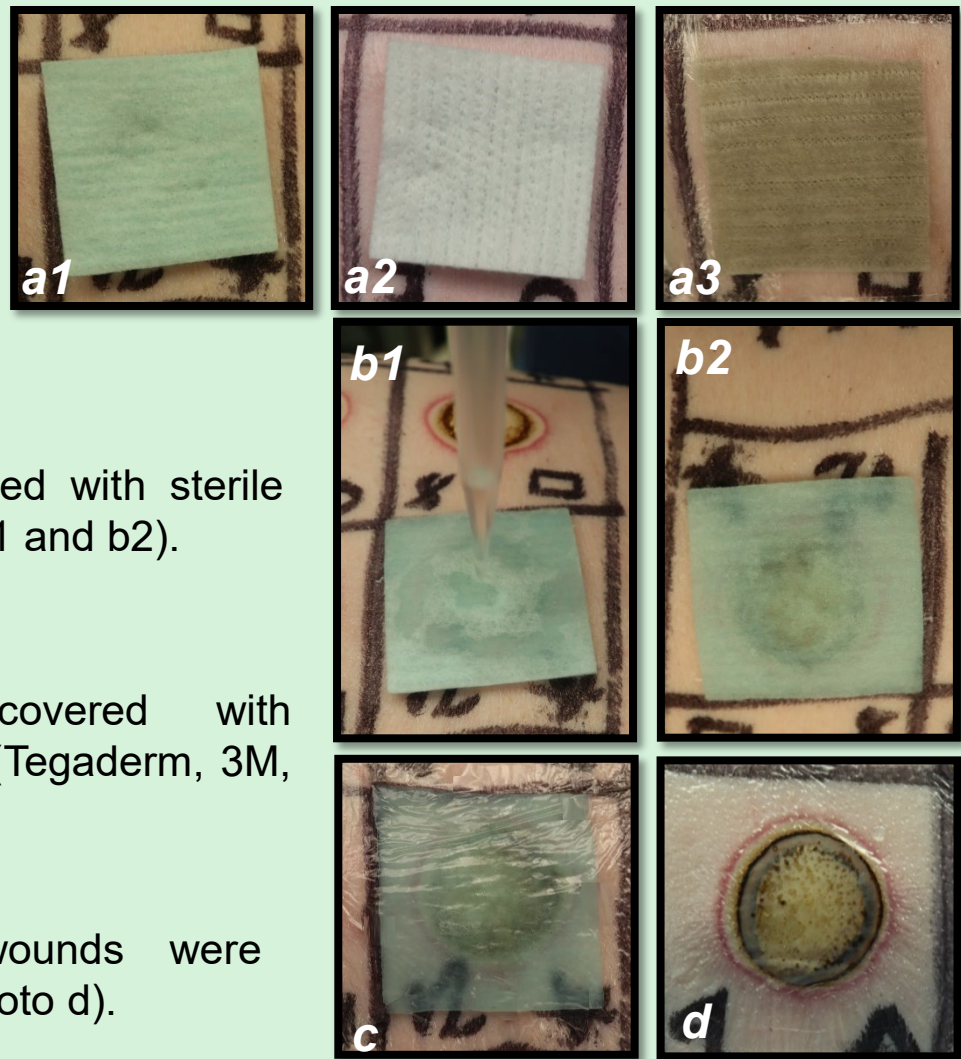 a1
a2
a3
b1
b2
ed with sterile
1 and b2).
covered with
(Tegaderm, 3M,
wounds were
oto d).
c
d